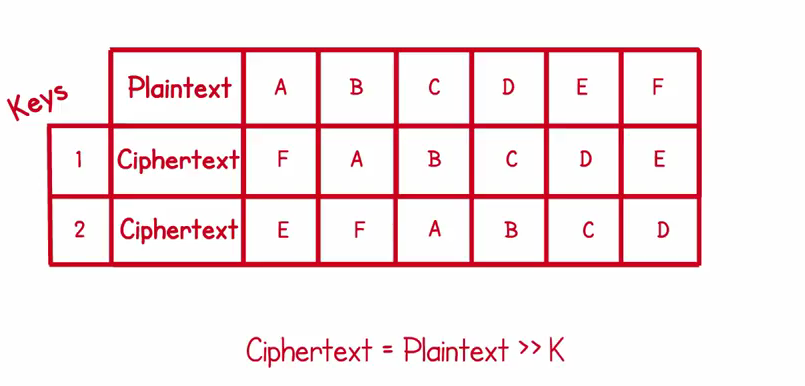 Keys
Plaintext A B C D E F
1 Ciphertext F A B C D E
2 Ciphertext E F A B C D
Ciphertext = Plaintext >> K